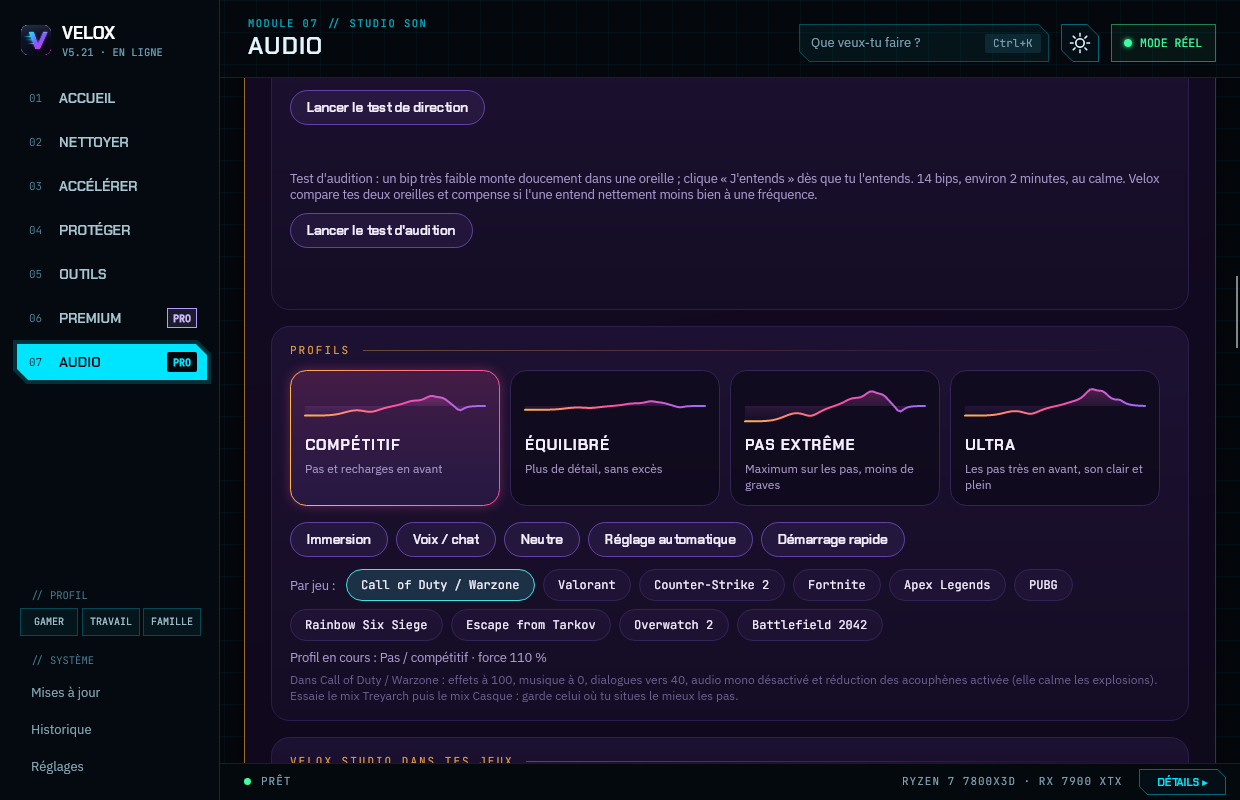 VELOX
V5.21 · EN LIGNE
01 ACCUEIL
02 NETTOYER
03 ACCÉLÉRER
04 PROTÉGER
05 OUTILS
06 PREMIUM PRO
07 AUDIO PRO
// PROFIL
GAMER TRAVAIL FAMILLE
// SYSTÈME
Mises à jour
Historique
Réglages
MODULE 07 // STUDIO SON
AUDIO
Que veux-tu faire ? Ctrl+K
MODE RÉEL
Lancer le test de direction
Test d'audition : un bip très faible monte doucement dans une oreille ; clique « J'entends » dès que tu l'entends. 14 bips, environ 2 minutes, au calme. Velox
compare tes deux oreilles et compense si l'une entend nettement moins bien à une fréquence.
Lancer le test d'audition
PROFILS
COMPÉTITIF
Pas et recharges en avant
ÉQUILIBRÉ
Plus de détail, sans excès
PAS EXTRÊME
Maximum sur les pas, moins de
graves
ULTRA
Les pas très en avant, son clair et
plein
Immersion Voix / chat Neutre Réglage automatique Démarrage rapide
Par jeu : Call of Duty / Warzone Valorant Counter-Strike 2 Fortnite Apex Legends PUBG
Rainbow Six Siege Escape from Tarkov Overwatch 2 Battlefield 2042
Profil en cours : Pas / compétitif · force 110 %
Dans Call of Duty / Warzone : effets à 100, musique à 0, dialogues vers 40, audio mono désactivé et réduction des acouphènes activée (elle calme les explosions).
Essaie le mix Treyarch puis le mix Casque : garde celui où tu situes le mieux les pas.
VELOX STUDIO DANS TES JEUX
PRÊT
RYZEN 7 7800X3D · RX 7900 XTX
DÉTAILS ▸